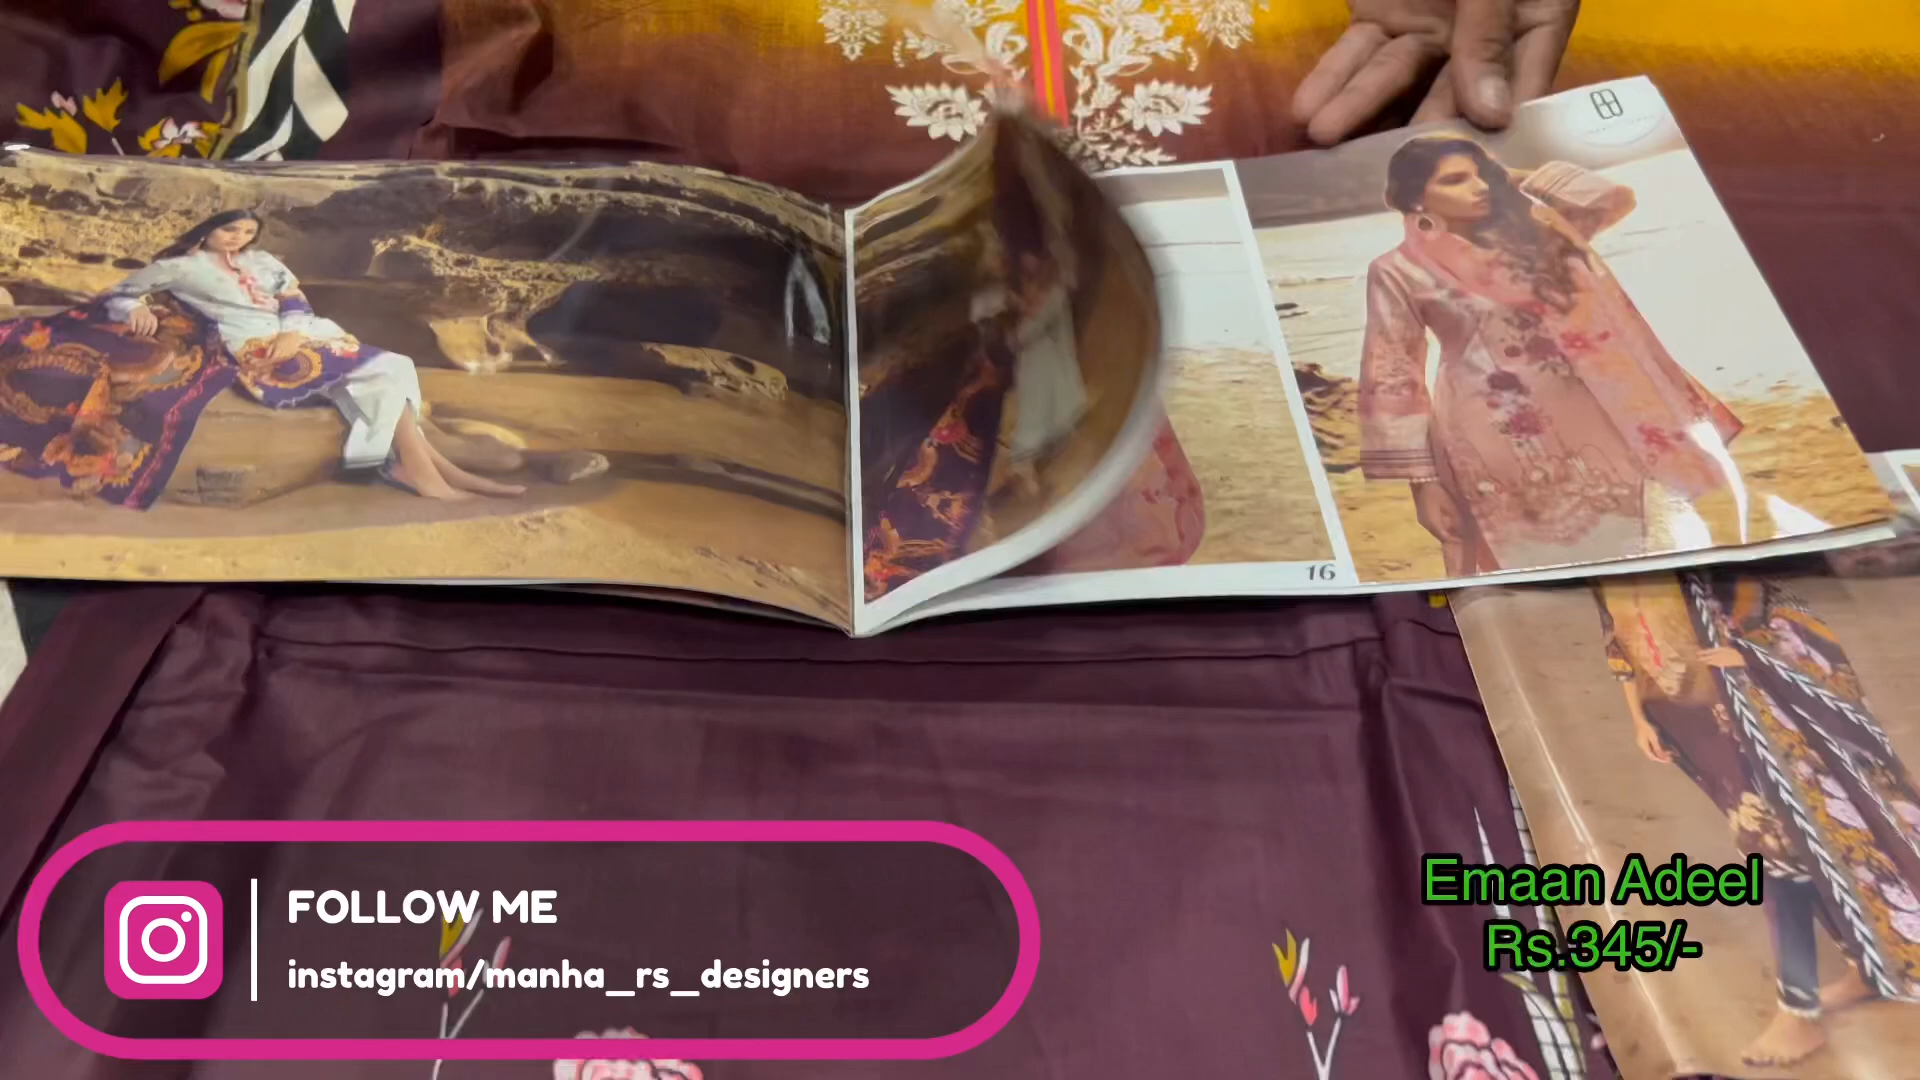 16
FOLLOW ME
instagram/manha_rs_designers
Emaan Adeel
Rs.345/-